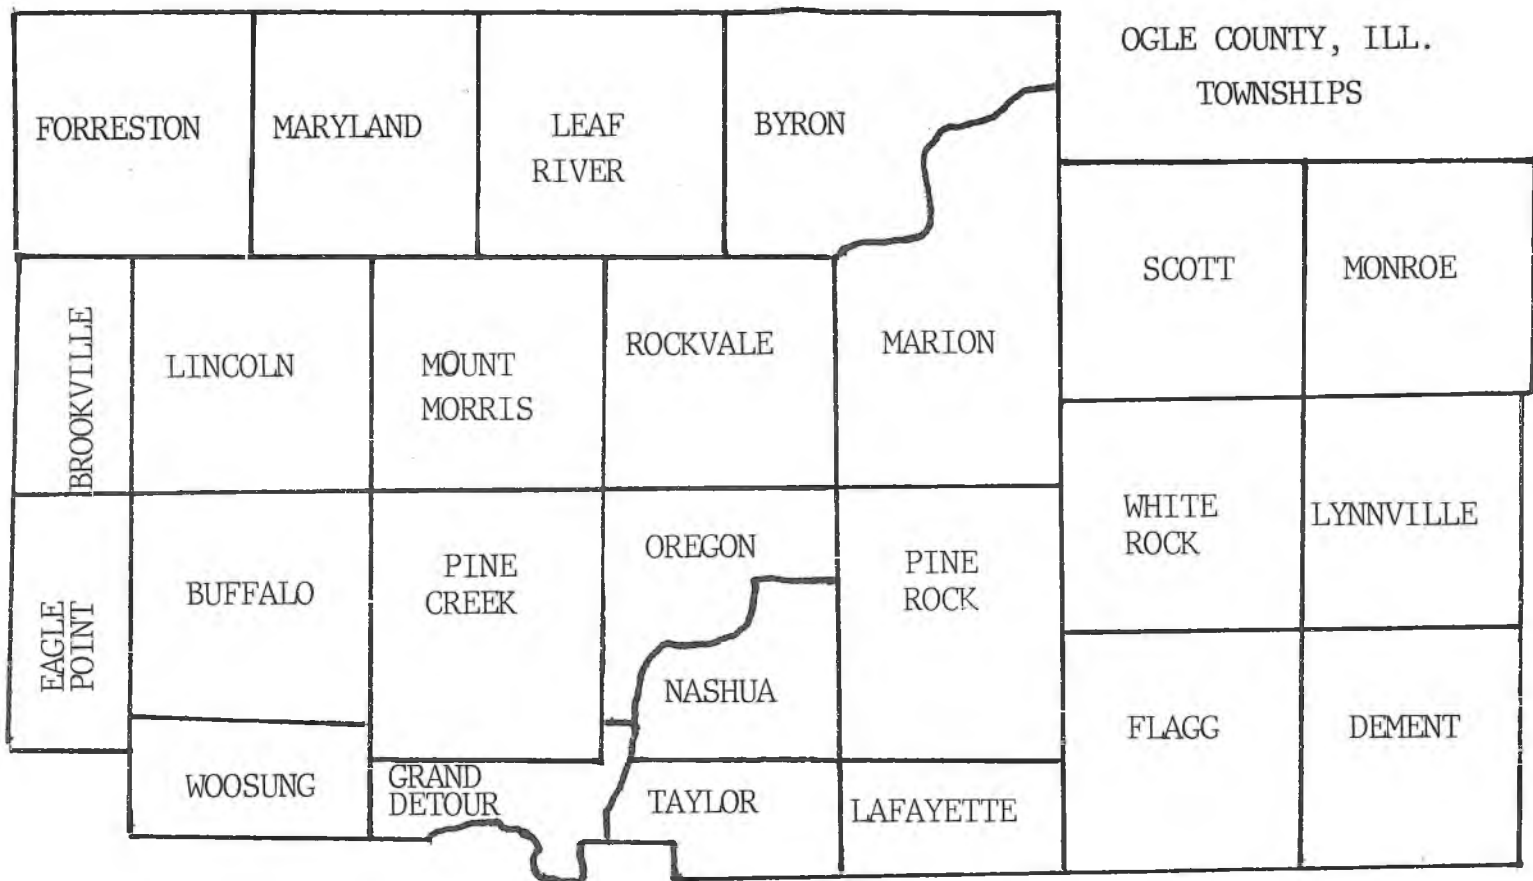 OGLE COUNTY, ILL.
TOWNSHIPS
FORRESTON
MARYLAND
LEAF
RIVER
BYRON
SCOTT
MONROE
BROOKVILLE
LINCOLN
MOUNT
MORRIS
ROCKVALE
MARION
WHITE
ROCK
LYNNVILLE
EAGLE
POINT
BUFFALO
PINE
CREEK
OREGON
PINE
ROCK
NASHUA
FLAGG
DEMENT
WOOSUNG
GRAND
DETOUR
TAYLOR
LAFAYETTE